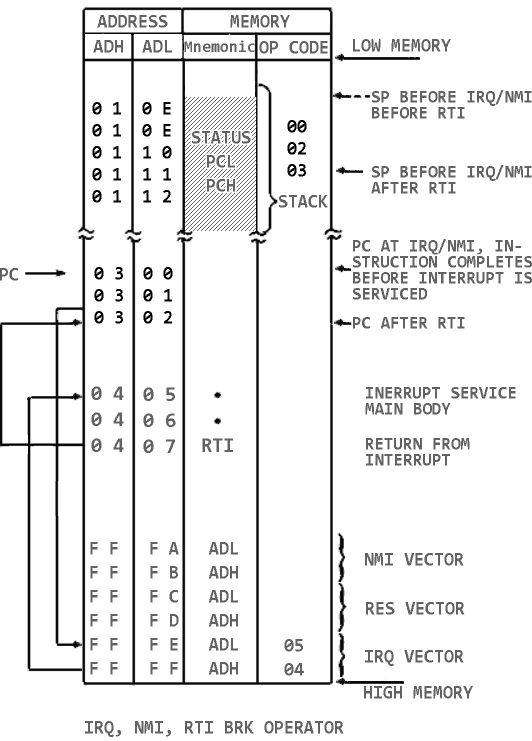 ADDRESS MEMORY
ADH ADL Mnemonic OP CODE
LOW MEMORY
SP BEFORE IRQ/NMI
BEFORE RTI
0 1 0 E
0 1 0 E STATUS 00
0 1 1 0 PCL 02
0 1 1 1 PCH 03
SP BEFORE IRQ/NMI
AFTER RTI
0 1 1 2
STACK
PC AT IRQ/NMI, IN-
STRUCTION COMPLETES
BEFORE INTERRUPT IS
SERVICED
PC 0 3 0 0
0 3 0 1
0 3 0 2 PC AFTER RTI
0 4 0 5 • INERRUPT SERVICE
MAIN BODY
0 4 0 6 •
0 4 0 7 RTI RETURN FROM
INTERRUPT
F F F A ADL
NMI VECTOR
F F F B ADH
F F F C ADL
RES VECTOR
F F F D ADH
F F F E ADL 05
IRQ VECTOR
F F F F ADH 04
HIGH MEMORY
IRQ, NMI, RTI BRK OPERATOR